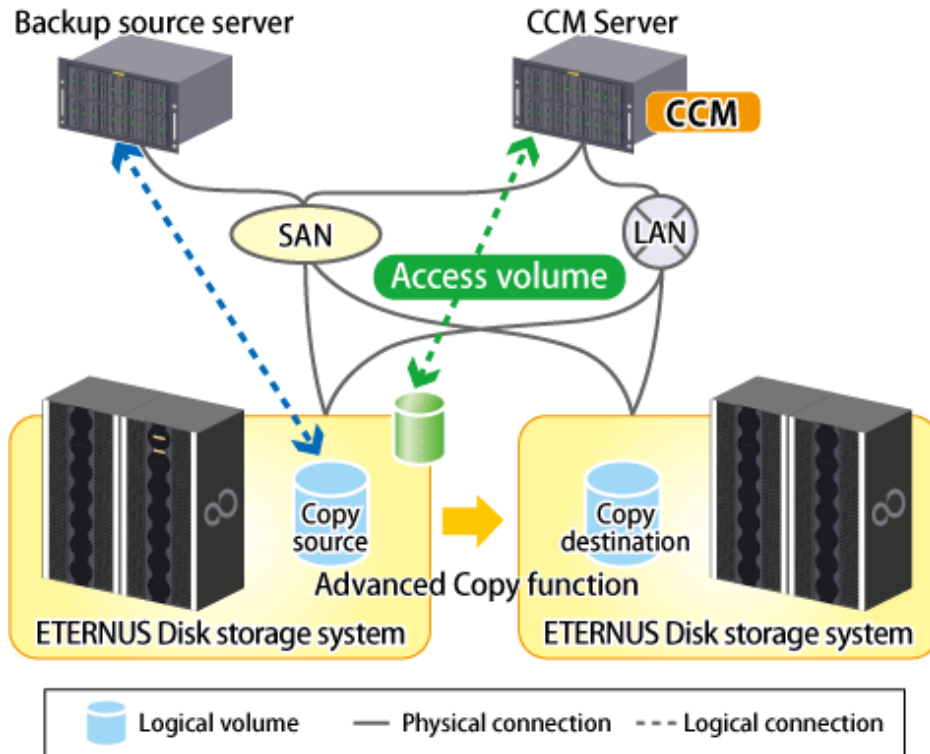 Backup source server
CCM Server
CCM
SAN
LAN
Access volume
Copy
source
Copy
destination
Advanced Copy function
ETERNUS Disk storage system
ETERNUS Disk storage system
Logical volume
Physical connection
Logical connection